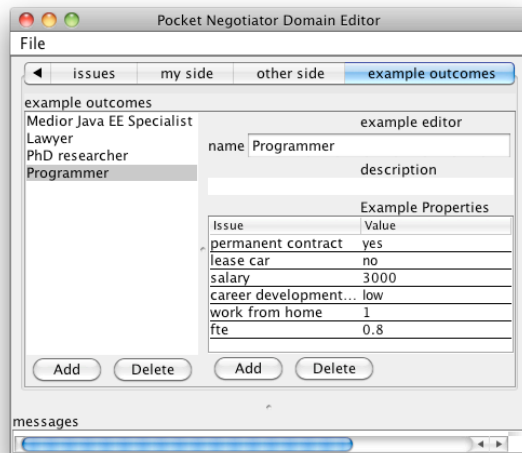 Pocket Negotiator Domain Editor
File
issues my side other side example outcomes
example outcomes
Medior Java EE Specialist
Lawyer
PhD researcher
Programmer
Add Delete
example editor
name Programmer
description
Example Properties
Issue Value
permanent contract yes
lease car no
salary 3000
career development... low
work from home 1
fte 0.8
Add Delete
messages